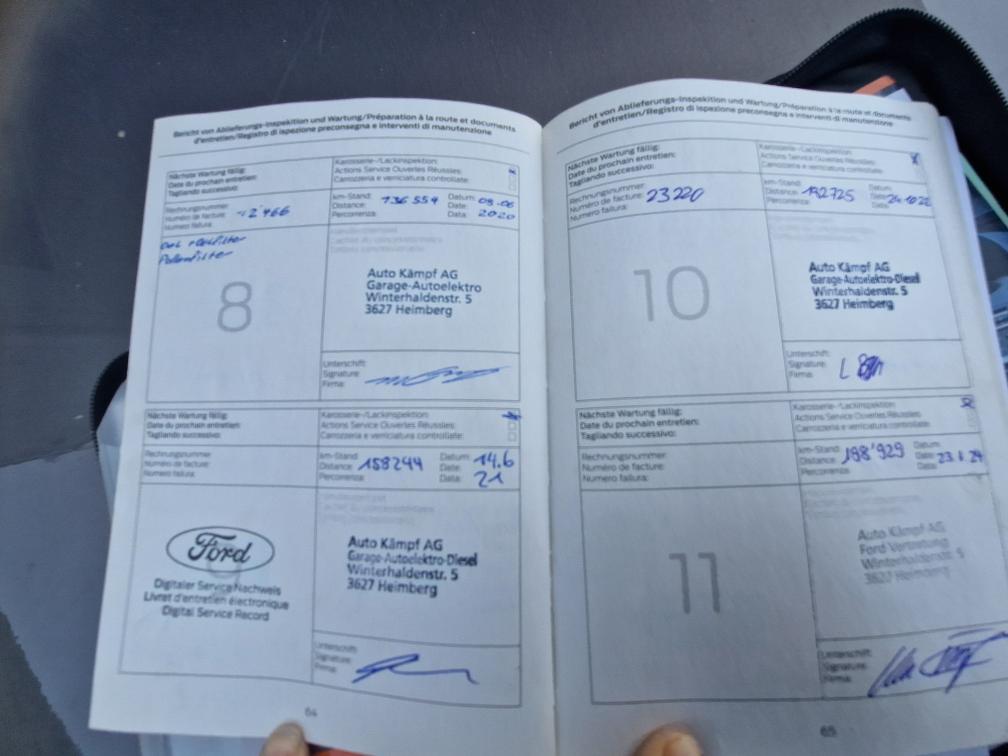 Bericht von Ablieferungs-Inspekition und Wartung/Préparation à la route et documents
d'entretien/Registro di ispezione preconsegna e interventi di manutenzione
Nächste Wartung fällig:
Date du prochain entretien:
Tagliando successivo:
Karosserie-/Lackinspektion:
Actions Service Ouvertes Réussies:
Carrozzeria e verniciatura controllate:
Rechnungsnummer:
Numéro de facture:
Numero fattura:
km-Stand: Datum:
Distance: 136 559 Date: 09.06
Percorrenza: Data: 2020
Pollenfilter
8
Auto Kämpf AG
Garage-Autoelektro
Winterhaldenstr. 5
3627 Heimberg
Unterschrift:
Signature:
Firma:
Nächste Wartung fällig:
Date du prochain entretien:
Tagliando successivo:
Karosserie-/Lackinspektion:
Actions Service Ouvertes Réussies:
Carrozzeria e verniciatura controllate:
Rechnungsnummer:
Numéro de facture:
Numero fattura:
km-Stand: Datum: 14.6
Distance: 158244 Date: 21
Percorrenza: Data:
Ford
Digitaler Service Nachweis
Livret d'entretien électronique
Digital Service Record
9
Auto Kämpf AG
Garage-Autoelektro-Diesel
Winterhaldenstr. 5
3627 Heimberg
Unterschrift:
Signature:
Firma:
64
Bericht von Ablieferungs-Inspekition und Wartung/Préparation à la route et documents
d'entretien/Registro di ispezione preconsegna e interventi di manutenzione
Nächste Wartung fällig:
Date du prochain entretien:
Tagliando successivo:
Karosserie-/Lackinspektion:
Actions Service Ouvertes Réussies:
Carrozzeria e verniciatura controllate:
Rechnungsnummer:
Numéro de facture: 23220
Numero fattura:
km-Stand: Datum:
Distance: 192725 Date:
Percorrenza: Data:
10
Auto Kämpf AG
Garage-Autoelektro-Diesel
Winterhaldenstr. 5
3627 Heimberg
Unterschrift:
Signature:
Firma:
Nächste Wartung fällig:
Date du prochain entretien:
Tagliando successivo:
Karosserie-/Lackinspektion:
Actions Service Ouvertes Réussies:
Carrozzeria e verniciatura controllate:
Rechnungsnummer:
Numéro de facture:
Numero fattura:
km-Stand: Datum:
Distance: 198'929 Date:
Percorrenza: Data:
11
Auto Kämpf AG
Ford Vertretung
Winterhaldenstr. 5
3627 Heimberg
Unterschrift:
Signature:
Firma:
65